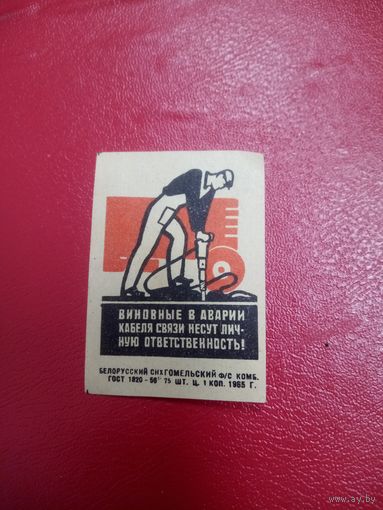 ВИНОВНЫЕ В АВАРИИ
КАБЕЛЯ СВЯЗИ НЕСУТ ЛИЧ-
НУЮ ОТВЕТСТВЕННОСТЬ!
БЕЛОРУССКИЙ СНХ ГОМЕЛЬСКИЙ Ф/С КОМБ.
ГОСТ 1820-56 75 ШТ. Ц. 1 КОП. 1965 Г.
www.ay.by